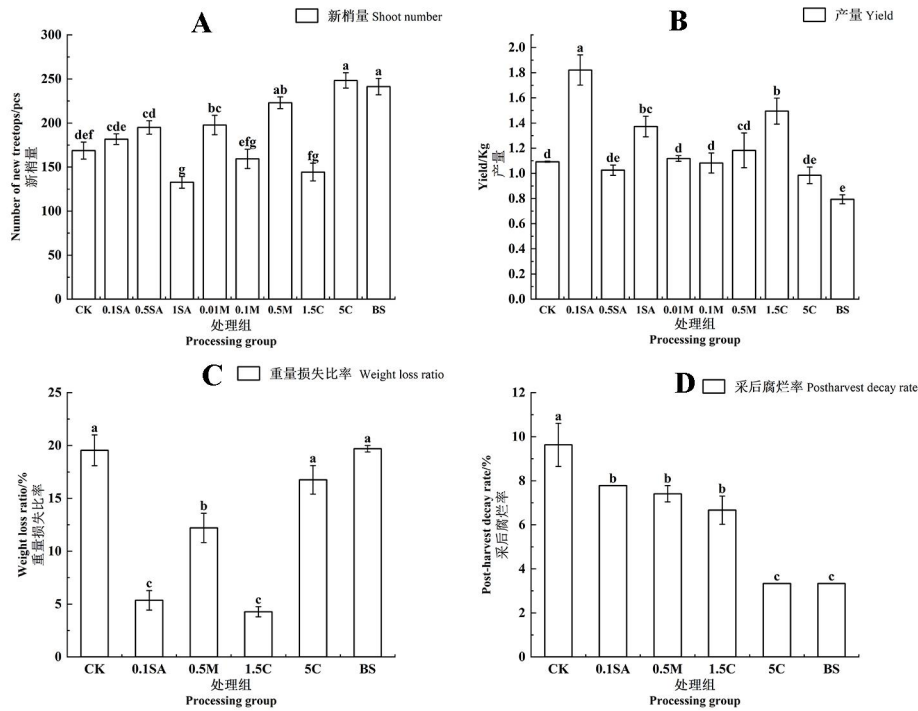 A
新梢量 Shoot number
Number of new treetops/pcs
新梢量
300
250
200
150
100
50
0
def
cde
cd
g
bc
efg
ab
fg
a
a
CK 0.1SA 0.5SA 1SA 0.01M 0.1M 0.5M 1.5C 5C BS
处理组
Processing group
B
产量 Yield
Yield/Kg
产量
2.0
1.8
1.6
1.4
1.2
1.0
0.8
0.6
0.4
0.2
0.0
d
a
de
bc
d
d
cd
b
de
e
CK 0.1SA 0.5SA 1SA 0.01M 0.1M 0.5M 1.5C 5C BS
处理组
Processing group
C
重量损失比率 Weight loss ratio
Weight loss ratio/%
重量损失比率
25
20
15
10
5
0
a
c
b
c
a
a
CK 0.1SA 0.5M 1.5C 5C BS
处理组
Processing group
D
采后腐烂率 Postharvest decay rate
Post-harvest decay rate/%
采后腐烂率
12
10
8
6
4
2
0
a
b
b
b
c
c
CK 0.1SA 0.5M 1.5C 5C BS
处理组
Processing group